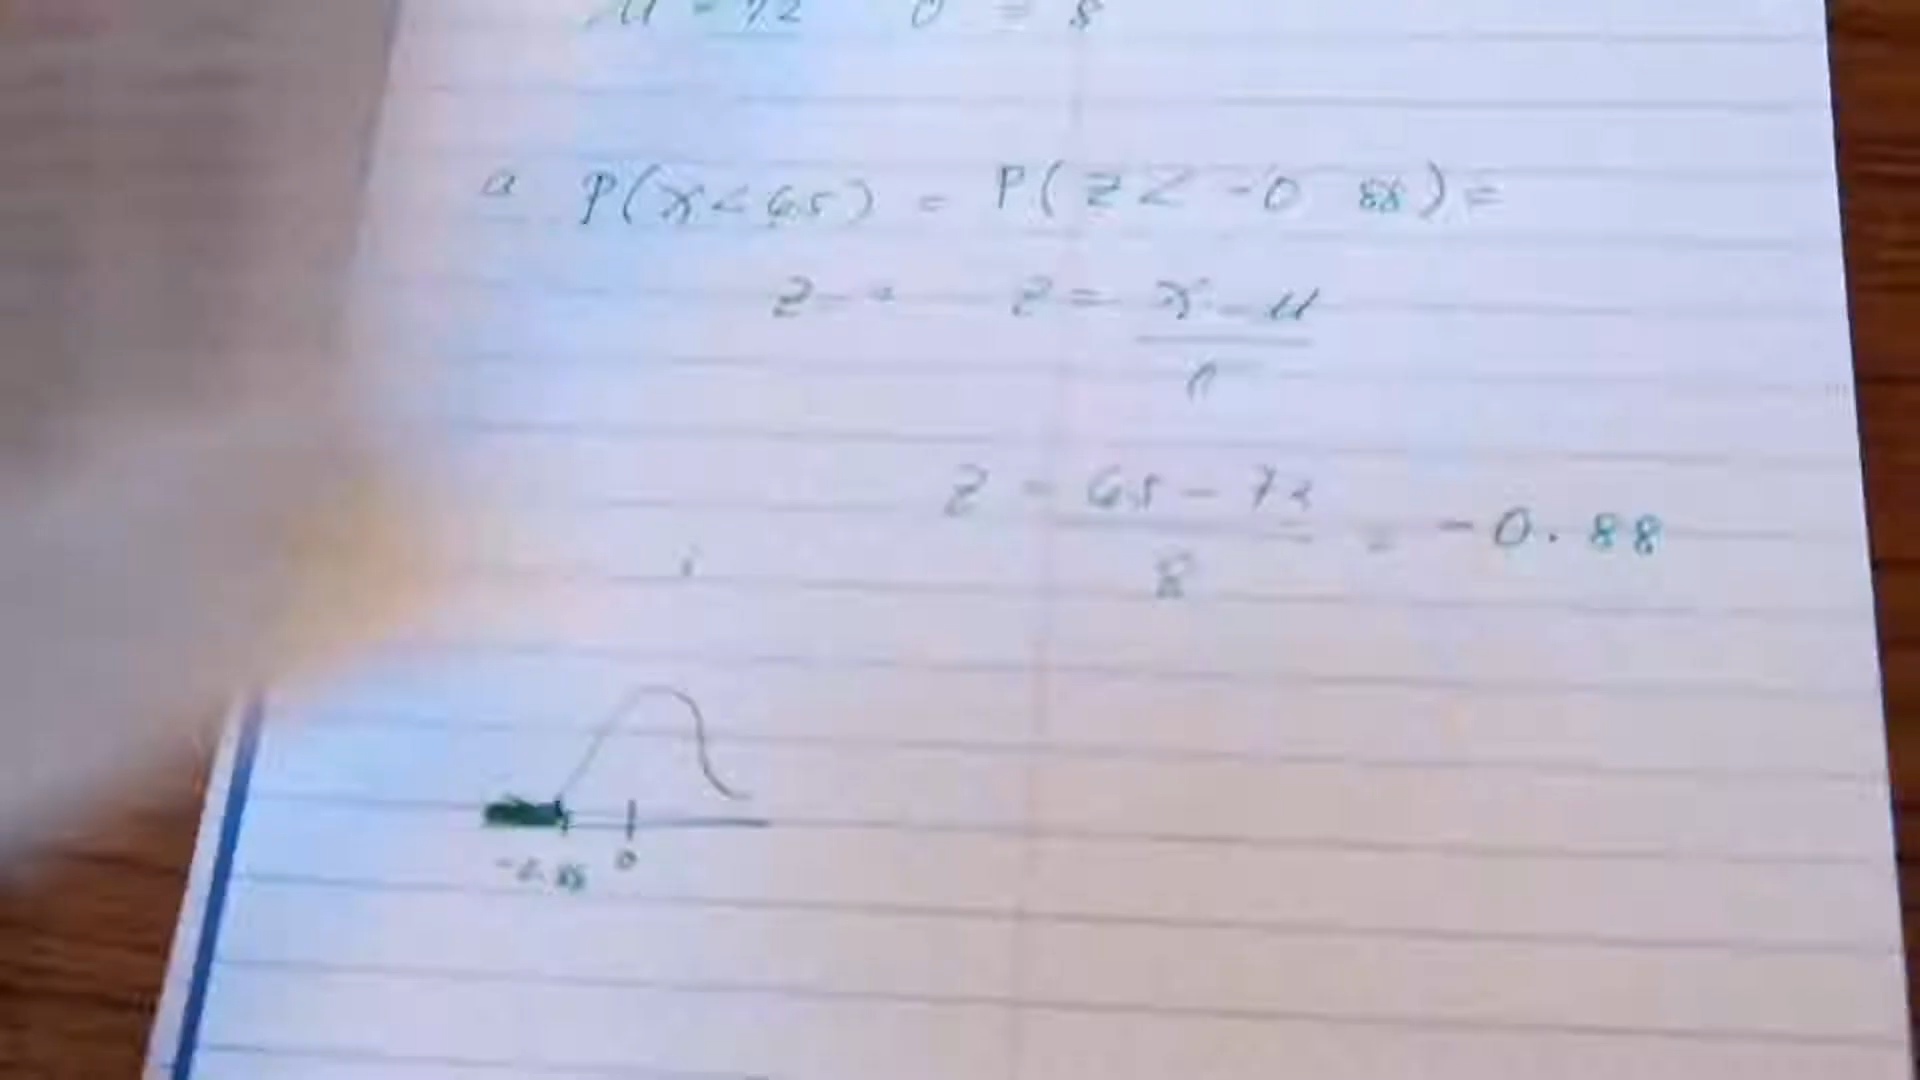 μ = 72 σ = 8
a P(x < 65) = P(z < -0 88) =
z = z = x - μ
σ
z = 65 - 72 = -0.88
8
-0.88 0